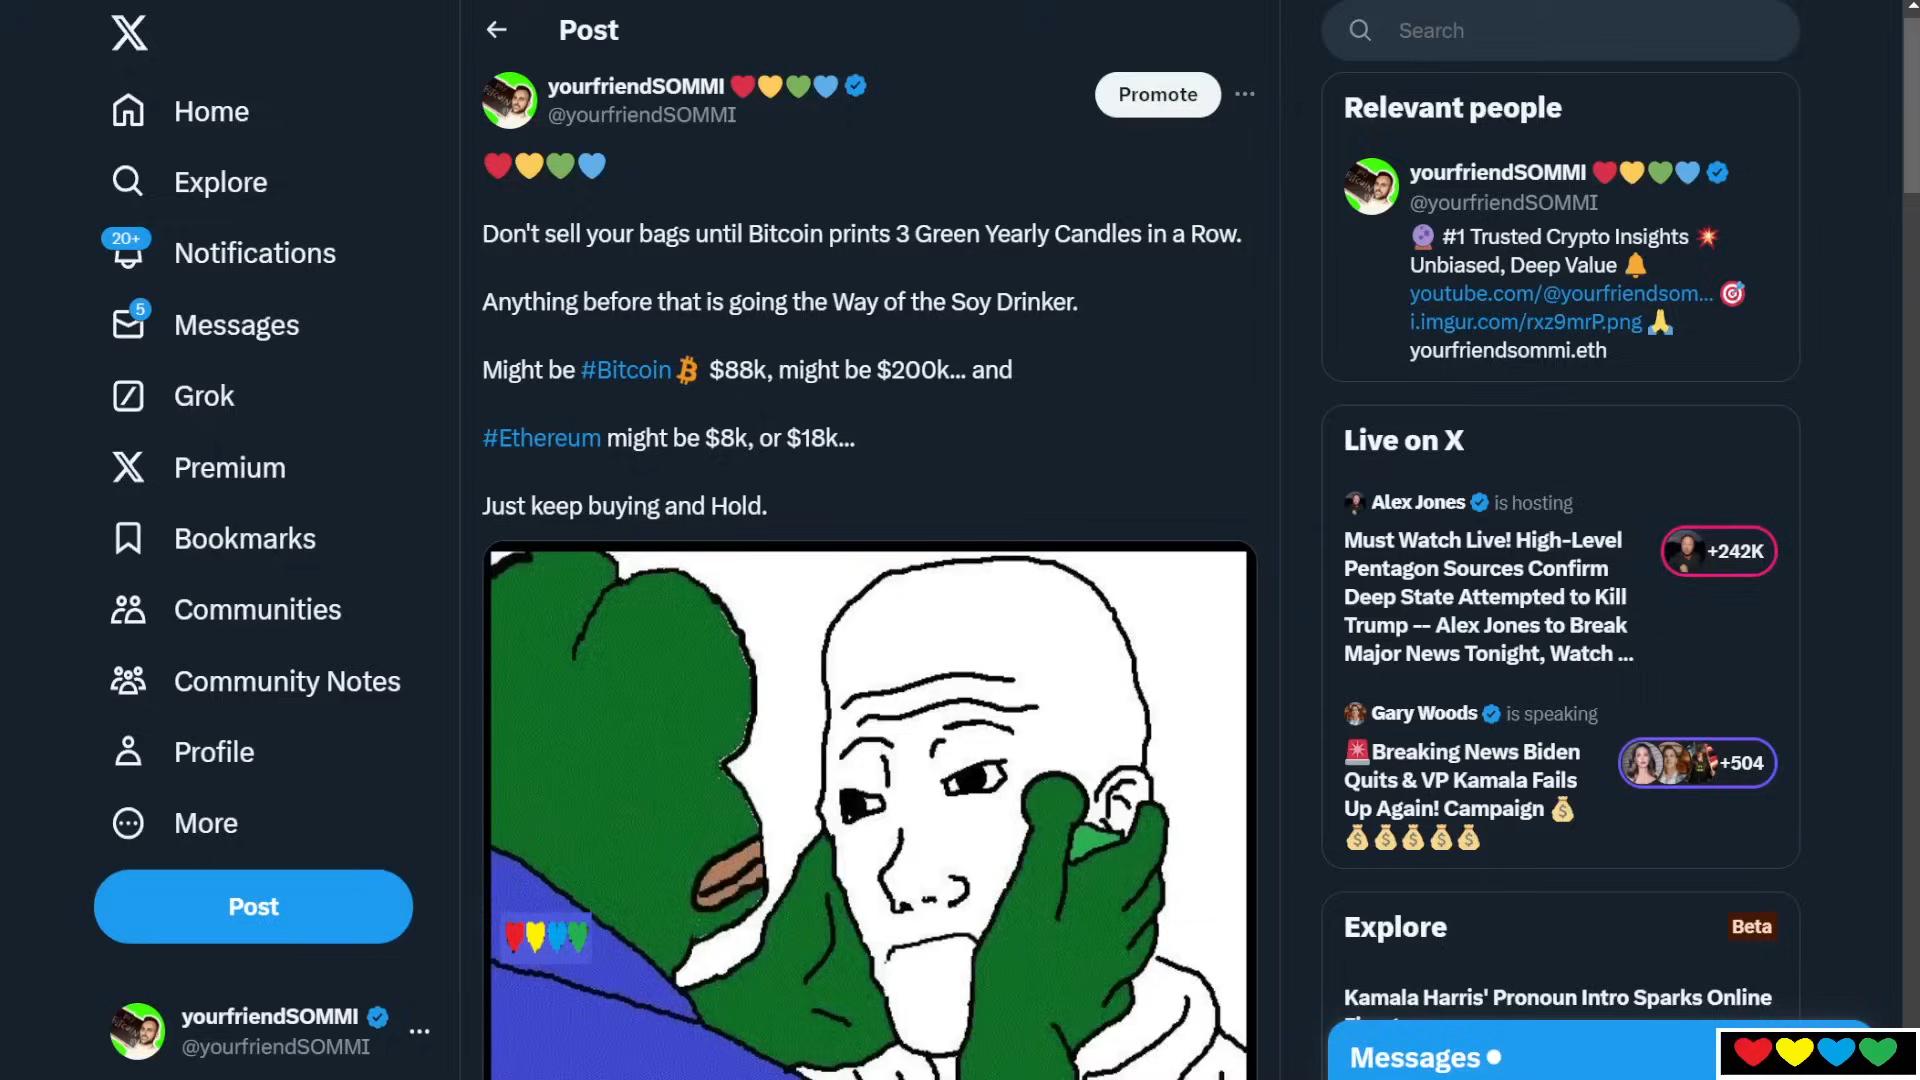 Home
Explore
20+
Notifications
5
Messages
Grok
Premium
Bookmarks
Communities
Community Notes
Profile
More
Post
yourfriendSOMMI
@yourfriendSOMMI
Post
yourfriendSOMMI ❤️💛💚💙
@yourfriendSOMMI
Promote
❤️💛💚💙
Don't sell your bags until Bitcoin prints 3 Green Yearly Candles in a Row.
Anything before that is going the Way of the Soy Drinker.
Might be #Bitcoin $88k, might be $200k... and
#Ethereum might be $8k, or $18k...
Just keep buying and Hold.
Search
Relevant people
yourfriendSOMMI ❤️💛💚💙
@yourfriendSOMMI
🔮 #1 Trusted Crypto Insights 💥
Unbiased, Deep Value 🔔
youtube.com/@yourfriendsom... 🎯
i.imgur.com/rxz9mrP.png 🙏
yourfriendsommi.eth
Live on X
Alex Jones is hosting
Must Watch Live! High-Level
Pentagon Sources Confirm
Deep State Attempted to Kill
Trump -- Alex Jones to Break
Major News Tonight, Watch ...
+242K
Gary Woods is speaking
🚨Breaking News Biden
Quits & VP Kamala Fails
Up Again! Campaign 💰
💰💰💰💰💰
+504
Explore
Beta
Kamala Harris' Pronoun Intro Sparks Online
Messages